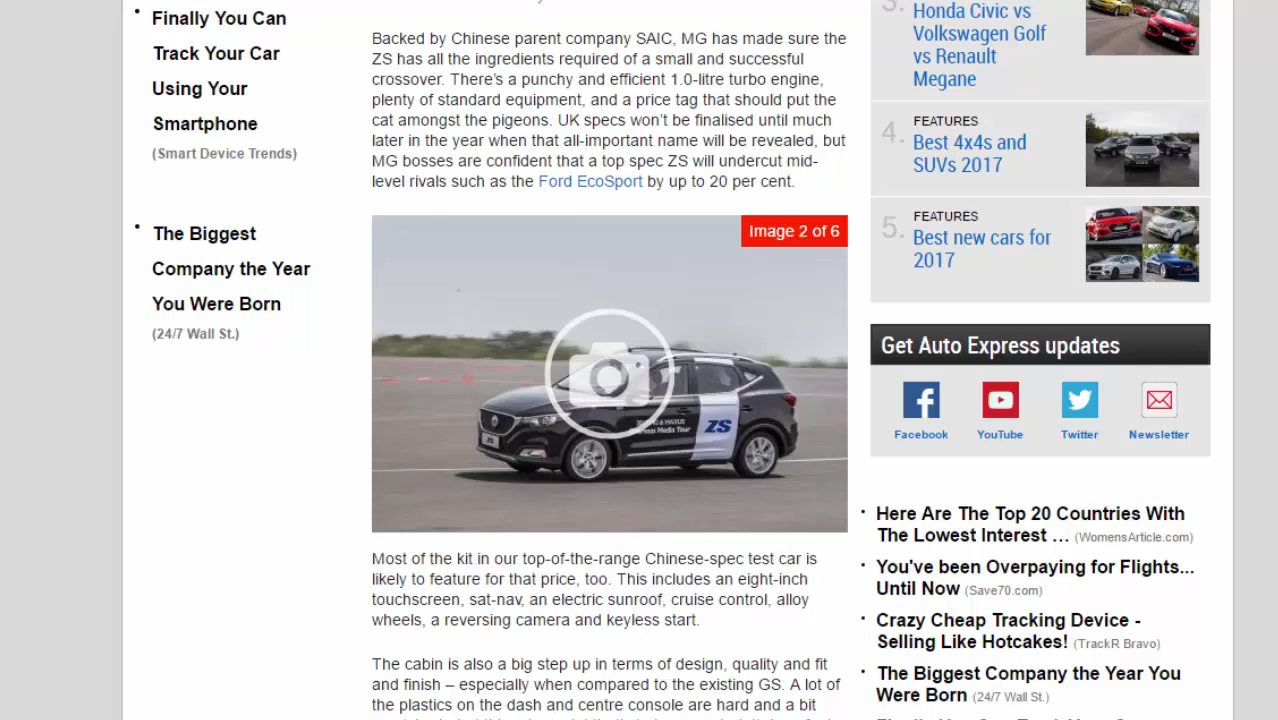 Finally You Can
Track Your Car
Using Your
Smartphone
(Smart Device Trends)
The Biggest
Company the Year
You Were Born
(24/7 Wall St.)
Backed by Chinese parent company SAIC, MG has made sure the
ZS has all the ingredients required of a small and successful
crossover. There's a punchy and efficient 1.0-litre turbo engine,
plenty of standard equipment, and a price tag that should put the
cat amongst the pigeons. UK specs won't be finalised until much
later in the year when that all-important name will be revealed, but
MG bosses are confident that a top spec ZS will undercut mid-
level rivals such as the Ford EcoSport by up to 20 per cent.
Image 2 of 6
Overseas Media Tour
ZS
ZS
Most of the kit in our top-of-the-range Chinese-spec test car is
likely to feature for that price, too. This includes an eight-inch
touchscreen, sat-nav, an electric sunroof, cruise control, alloy
wheels, a reversing camera and keyless start.
The cabin is also a big step up in terms of design, quality and fit
and finish – especially when compared to the existing GS. A lot of
the plastics on the dash and centre console are hard and a bit
3.
Honda Civic vs
Volkswagen Golf
vs Renault
Megane
4.
FEATURES
Best 4x4s and
SUVs 2017
5.
FEATURES
Best new cars for
2017
Get Auto Express updates
Facebook YouTube Twitter Newsletter
Here Are The Top 20 Countries With
The Lowest Interest ... (WomensArticle.com)
You've been Overpaying for Flights...
Until Now (Save70.com)
Crazy Cheap Tracking Device -
Selling Like Hotcakes! (TrackR Bravo)
The Biggest Company the Year You
Were Born (24/7 Wall St.)